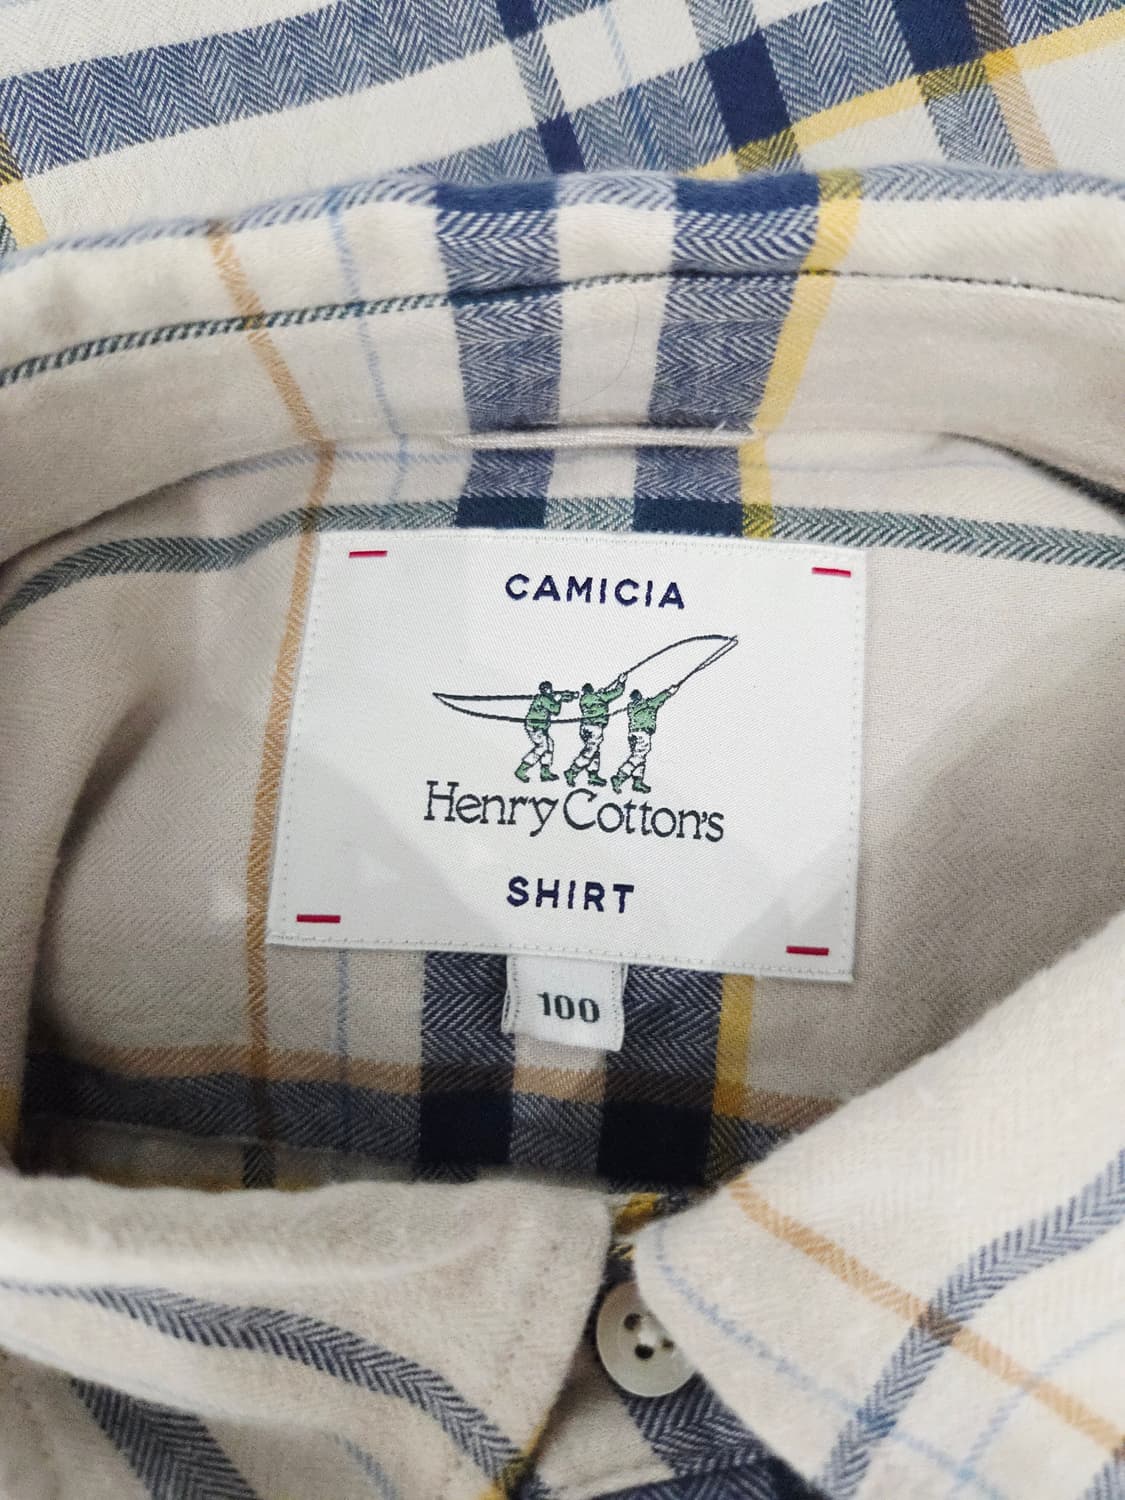 CAMICIA
Henry Cotton's
SHIRT
100